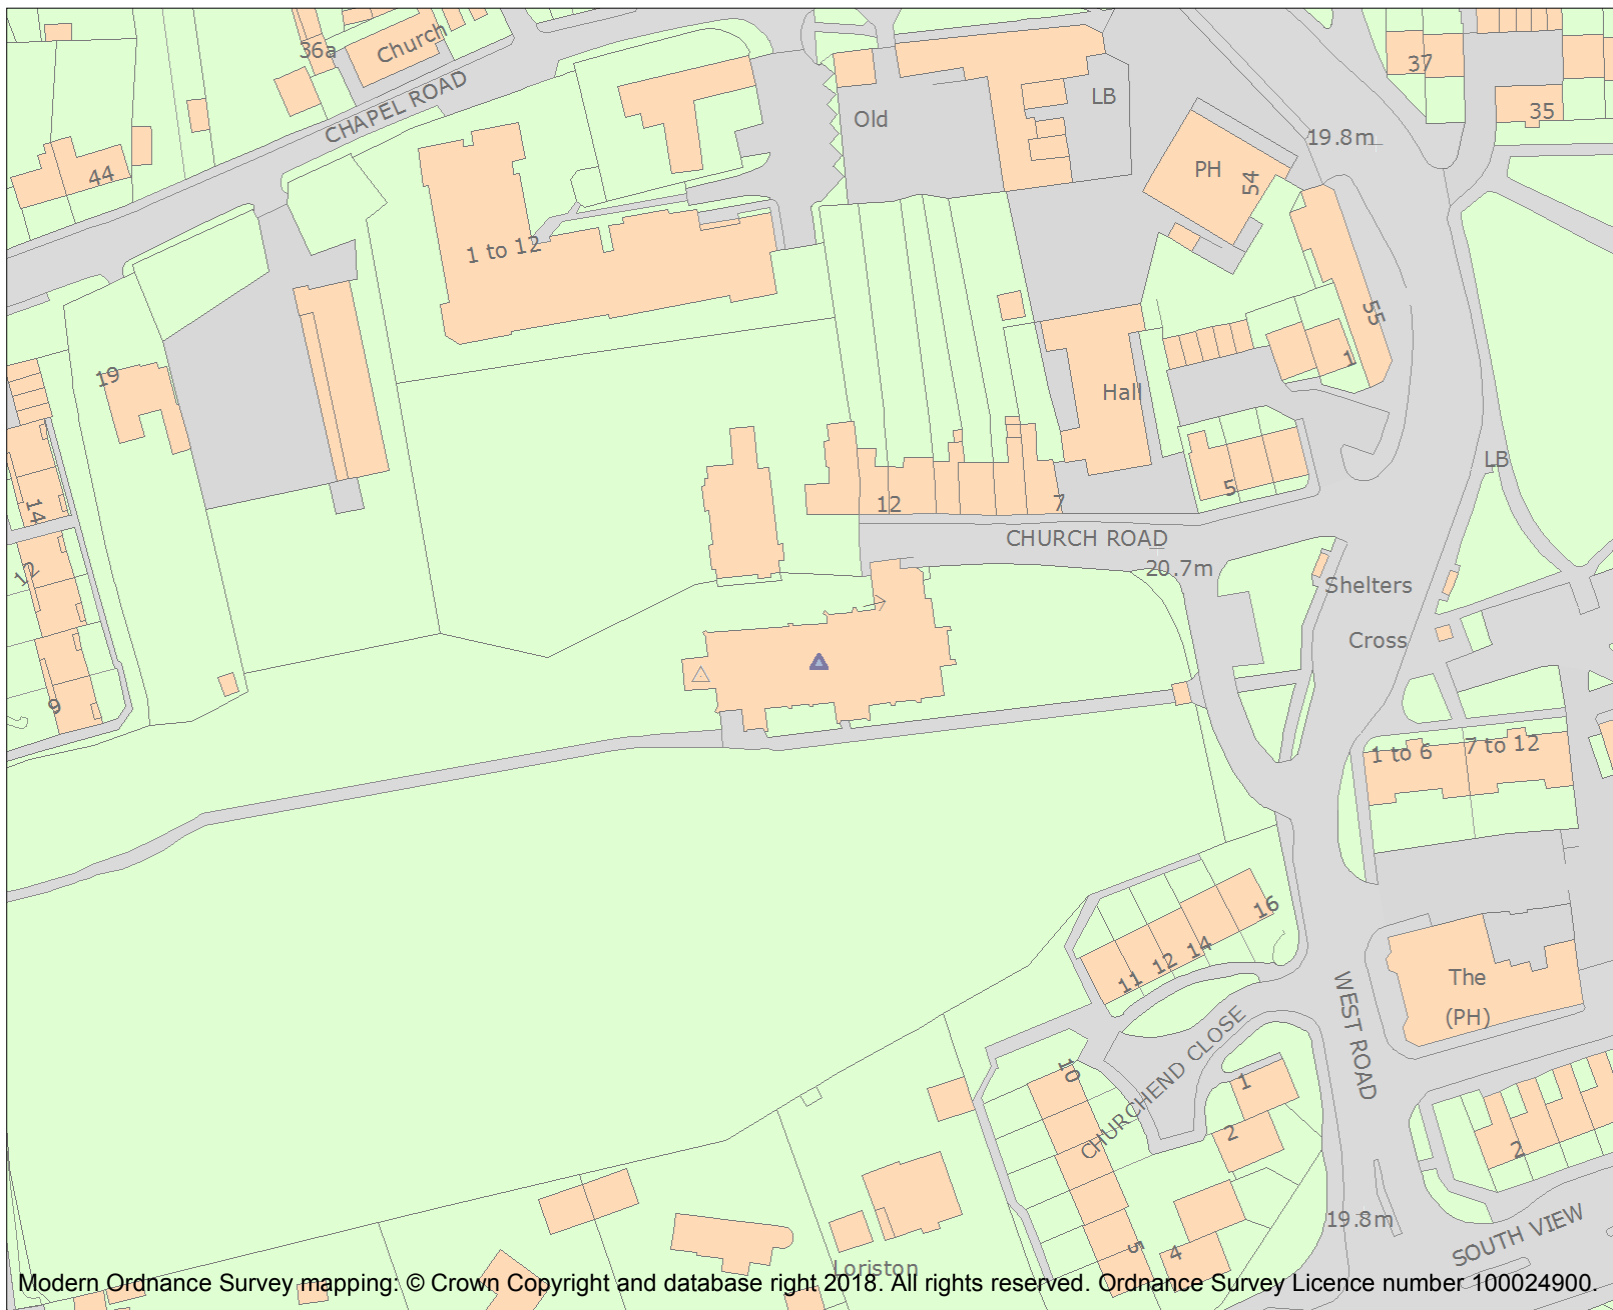 36a
Church
CHAPEL ROAD
44
Old
LB
PH
54
19.8m
37
35
1 to 12
55
1
19
Hall
14
12
12
7
5
LB
CHURCH ROAD
20.7m
Shelters
Cross
9
1 to 6
7 to 12
16
14
12
11
The
(PH)
WEST ROAD
CHURCHEND CLOSE
10
1
2
2
5
4
19.8m
SOUTH VIEW
Loriston
Modern Ordnance Survey mapping: © Crown Copyright and database right 2018. All rights reserved. Ordnance Survey Licence number 100024900.